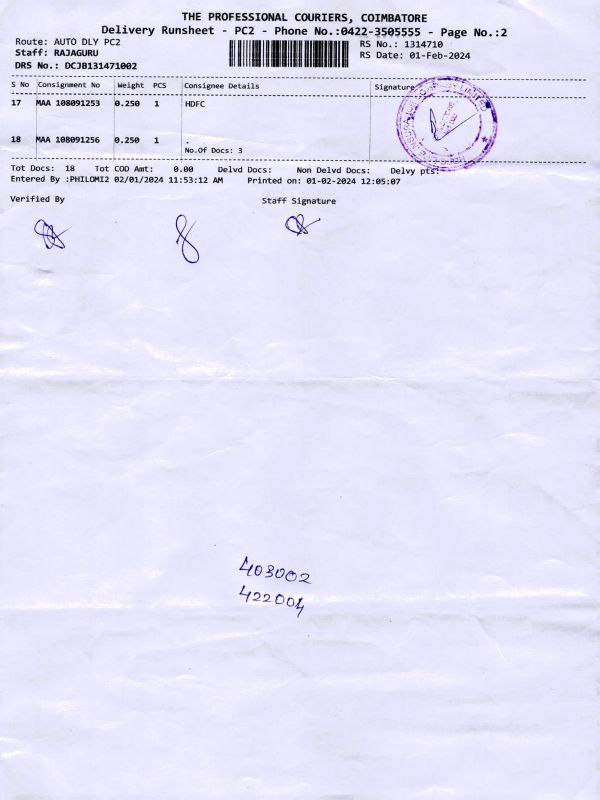 THE PROFESSIONAL COURIERS, COIMBATORE
Delivery Runsheet - PC2 - Phone No.:0422-3505555 - Page No.:2
Route: AUTO DLY PC2
RS No.: 1314710
Staff: RAJAGURU
RS Date: 01-Feb-2024
DRS No.: DCJB131471002
S No Consignment No Weight PCS Consignee Details Signature
17 MAA 108091253 0.250 1 HDFC
18 MAA 108091256 0.250 1 .
No.Of Docs: 3
Tot Docs: 18 Tot COD Amt: 0.00 Delvd Docs: Non Delvd Docs: Delvy pts:
Entered By :PHILOMI2 02/01/2024 11:53:12 AM Printed on: 01-02-2024 12:05:07
Verified By Staff Signature
403002
422004